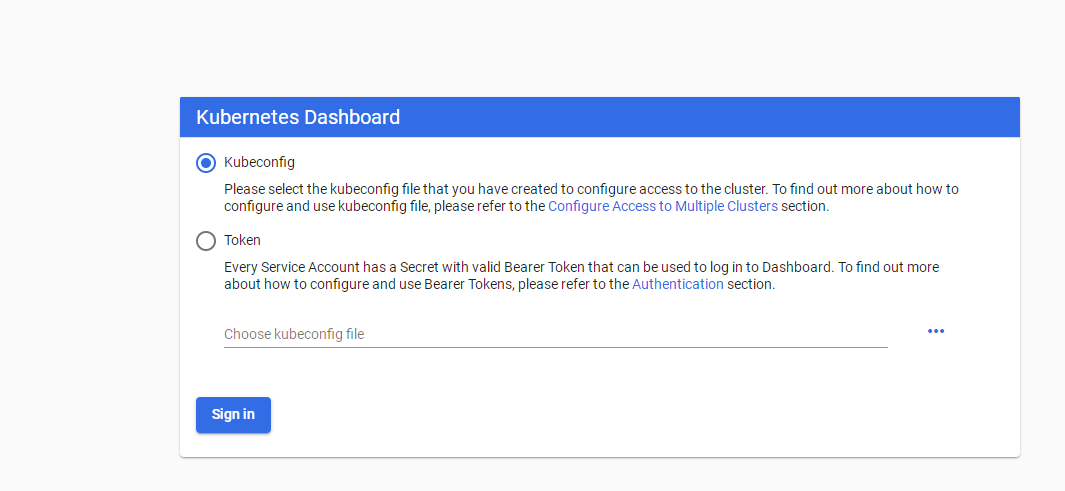 Kubernetes Dashboard
Kubeconfig
Please select the kubeconfig file that you have created to configure access to the cluster. To find out more about how to
configure and use kubeconfig file, please refer to the Configure Access to Multiple Clusters section.
Token
Every Service Account has a Secret with valid Bearer Token that can be used to log in to Dashboard. To find out more
about how to configure and use Bearer Tokens, please refer to the Authentication section.
Choose kubeconfig file
Sign in